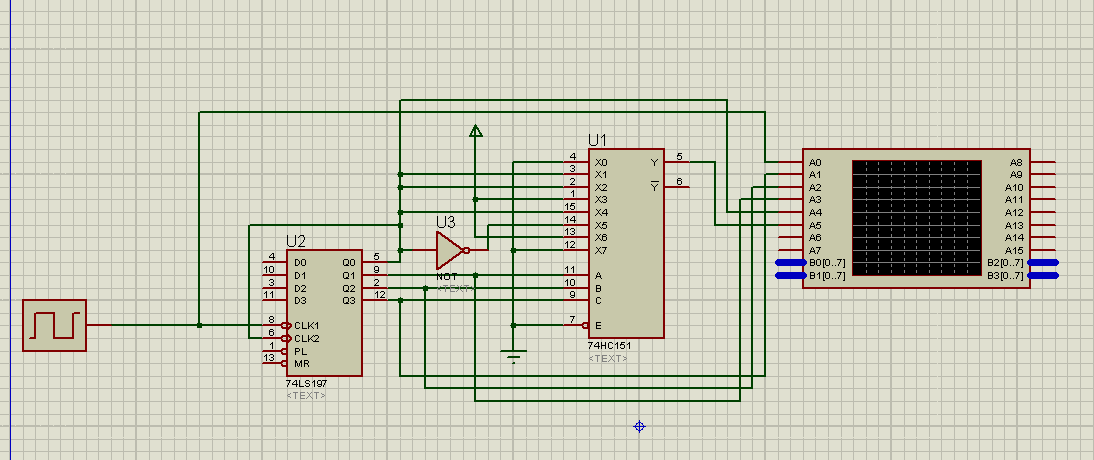 U1
4 X0 Y 5
3 X1
2 X2 Y 6
1 X3
15 X4
14 X5
13 X6
12 X7
11 A
10 B
9 C
7 E
74HC151
<TEXT>
U3
NOT
<TEXT>
U2
4 D0 Q0 5
10 D1 Q1 9
3 D2 Q2 2
11 D3 Q3 12
8 CLK1
6 CLK2
1 PL
13 MR
74LS197
<TEXT>
A0 A8
A1 A9
A2 A10
A3 A11
A4 A12
A5 A13
A6 A14
A7 A15
B0[0..7] B2[0..7]
B1[0..7] B3[0..7]